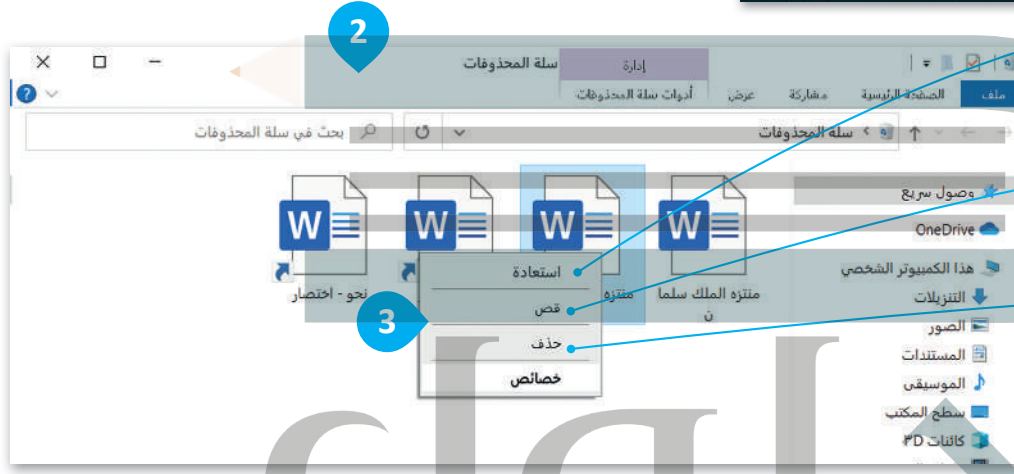 2
سلة المحذوفات
إدارة
ملف
الصفحة الرئيسية
مشاركة
عرض
أدوات سلة المحذوفات
سلة المحذوفات
بحث في سلة المحذوفات
وصول سريع
OneDrive
هذا الكمبيوتر الشخصي
التنزيلات
الصور
المستندات
الموسيقى
سطح المكتب
كائنات ٣D
منتزه الملك سلما
ن
منتزه
نحو - اختصار
3
استعادة
قص
حذف
خصائص